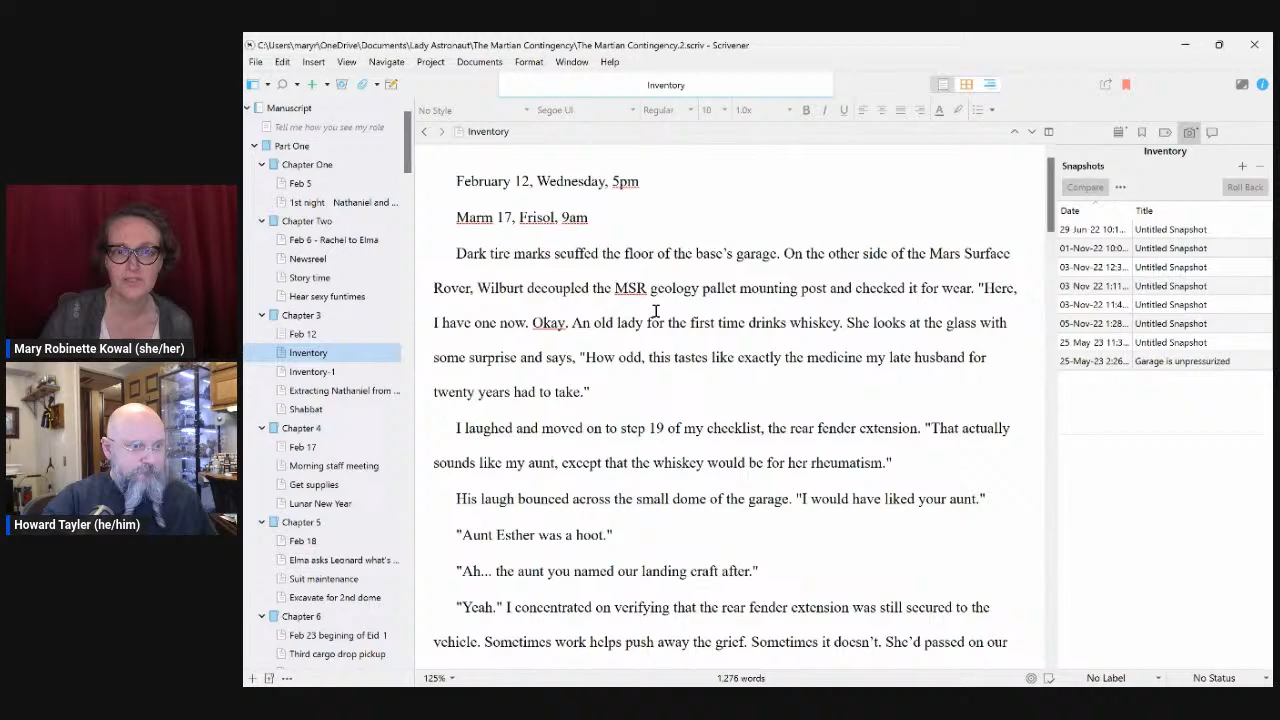 C:\Users\maryr\OneDrive\Documents\Lady Astronaut\The Martian Contingency\The Martian Contingency.2.scriv - Scrivener
File Edit Insert View Navigate Project Documents Format Window Help
Inventory
No Style Segoe UI Regular 10 1.0x B I U A
Manuscript
Tell me how you see my role
Part One
Chapter One
Feb 5
1st night Nathaniel and ...
Chapter Two
Feb 6 - Rachel to Elma
Newsreel
Story time
Hear sexy funtimes
Chapter 3
Feb 12
Inventory
Inventory-1
Extracting Nathaniel from ...
Shabbat
Chapter 4
Feb 17
Morning staff meeting
Get supplies
Lunar New Year
Chapter 5
Feb 18
Elma asks Leonard what's ...
Suit maintenance
Excavate for 2nd dome
Chapter 6
Feb 23 begining of Eid 1
Third cargo drop pickup
Inventory
February 12, Wednesday, 5pm
Marm 17, Frisol, 9am
Dark tire marks scuffed the floor of the base's garage. On the other side of the Mars Surface
Rover, Wilburt decoupled the MSR geology pallet mounting post and checked it for wear. "Here,
I have one now. Okay. An old lady for the first time drinks whiskey. She looks at the glass with
some surprise and says, "How odd, this tastes like exactly the medicine my late husband for
twenty years had to take."
I laughed and moved on to step 19 of my checklist, the rear fender extension. "That actually
sounds like my aunt, except that the whiskey would be for her rheumatism."
His laugh bounced across the small dome of the garage. "I would have liked your aunt."
"Aunt Esther was a hoot."
"Ah... the aunt you named our landing craft after."
"Yeah." I concentrated on verifying that the rear fender extension was still secured to the
vehicle. Sometimes work helps push away the grief. Sometimes it doesn't. She'd passed on our
125% 1,276 words
Inventory
Snapshots
Compare ... Roll Back
Date Title
29 Jun 22 10:1... Untitled Snapshot
01-Nov-22 10:0... Untitled Snapshot
03-Nov-22 12:3... Untitled Snapshot
03 Nov 22 1:11... Untitled Snapshot
03-Nov-22 11:4... Untitled Snapshot
05-Nov-22 1:28... Untitled Snapshot
25 May 23 11:3... Untitled Snapshot
25-May-23 2:26... Garage is unpressurized
No Label No Status
Mary Robinette Kowal (she/her)
Howard Tayler (he/him)